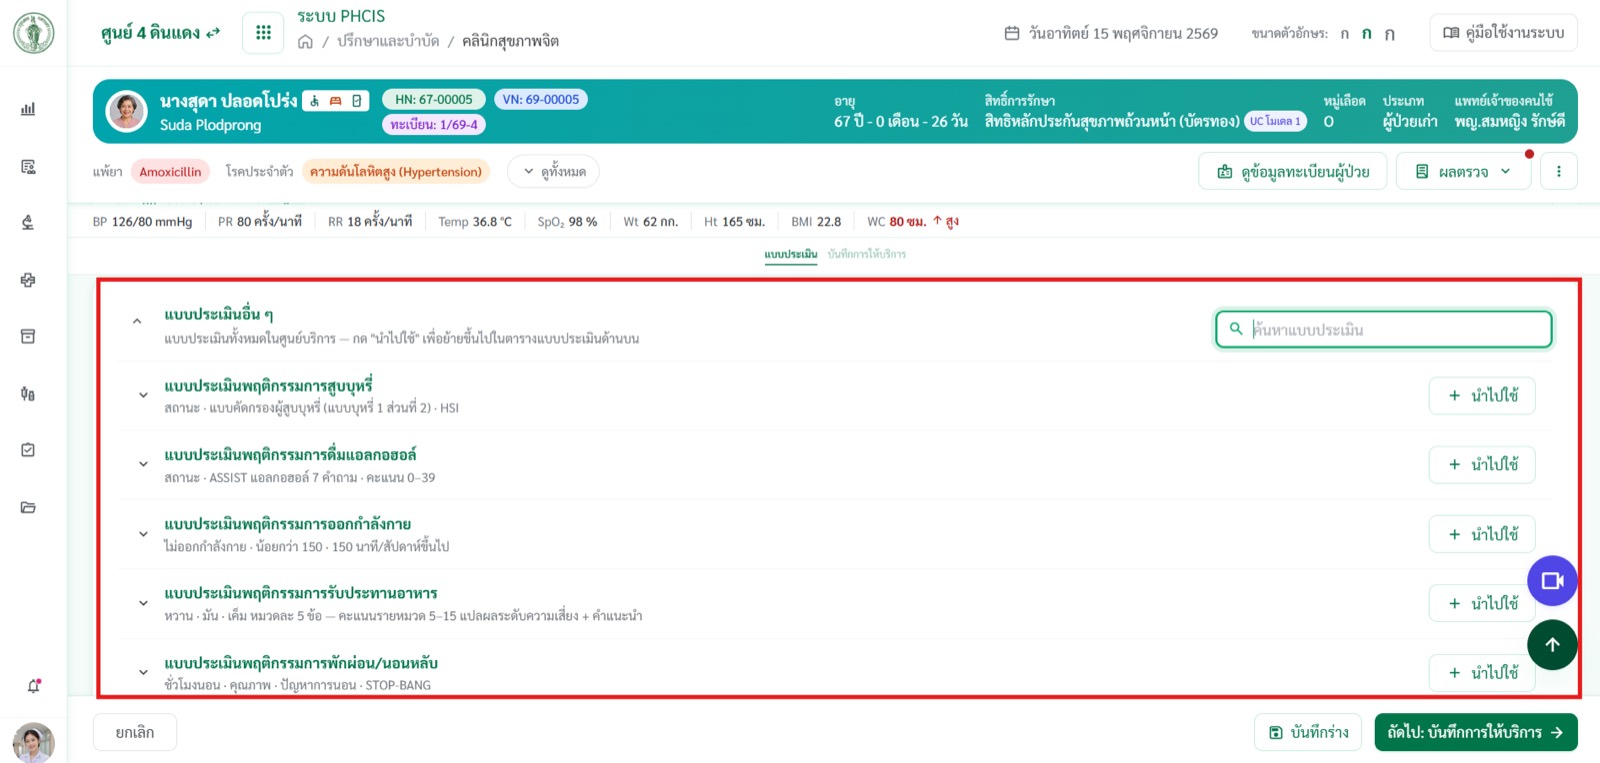 ศูนย์ 4 ดินแดง
ระบบ PHCIS
/ ปรึกษาและบำบัด / คลินิกสุขภาพจิต
วันอาทิตย์ 15 พฤศจิกายน 2569
ขนาดตัวอักษร: ก ก ก
คู่มือใช้งานระบบ
นางสุดา ปลอดโปร่ง
Suda Plodprong
HN: 67-00005
VN: 69-00005
ทะเบียน: 1/69-4
อายุ
67 ปี - 0 เดือน - 26 วัน
สิทธิ์การรักษา
สิทธิหลักประกันสุขภาพถ้วนหน้า (บัตรทอง) UC โมเดล 1
หมู่เลือด
O
ประเภท
ผู้ป่วยเก่า
แพทย์เจ้าของคนไข้
พญ.สมหญิง รักษ์ดี
แพ้ยา Amoxicillin โรคประจำตัว ความดันโลหิตสูง (Hypertension) ดูทั้งหมด
ดูข้อมูลทะเบียนผู้ป่วย
ผลตรวจ
BP 126/80 mmHg PR 80 ครั้ง/นาที RR 18 ครั้ง/นาที Temp 36.8 °C SpO₂ 98 % Wt 62 กก. Ht 165 ซม. BMI 22.8 WC 80 ซม. ↑ สูง
แบบประเมิน บันทึกการให้บริการ
แบบประเมินอื่น ๆ
แบบประเมินทั้งหมดในศูนย์บริการ — กด "นำไปใช้" เพื่อย้ายขึ้นไปในตารางแบบประเมินด้านบน
ค้นหาแบบประเมิน
แบบประเมินพฤติกรรมการสูบบุหรี่
สถานะ · แบบคัดกรองผู้สูบบุหรี่ (แบบบุหรี่ 1 ส่วนที่ 2) · HSI
+ นำไปใช้
แบบประเมินพฤติกรรมการดื่มแอลกอฮอล์
สถานะ · ASSIST แอลกอฮอล์ 7 คำถาม · คะแนน 0–39
+ นำไปใช้
แบบประเมินพฤติกรรมการออกกำลังกาย
ไม่ออกกำลังกาย · น้อยกว่า 150 · 150 นาที/สัปดาห์ขึ้นไป
+ นำไปใช้
แบบประเมินพฤติกรรมการรับประทานอาหาร
หวาน · มัน · เค็ม หมวดละ 5 ข้อ — คะแนนรายหมวด 5–15 แปลผลระดับความเสี่ยง + คำแนะนำ
+ นำไปใช้
แบบประเมินพฤติกรรมการพักผ่อน/นอนหลับ
ชั่วโมงนอน · คุณภาพ · ปัญหาการนอน · STOP-BANG
+ นำไปใช้
ยกเลิก
บันทึกร่าง
ถัดไป: บันทึกการให้บริการ →